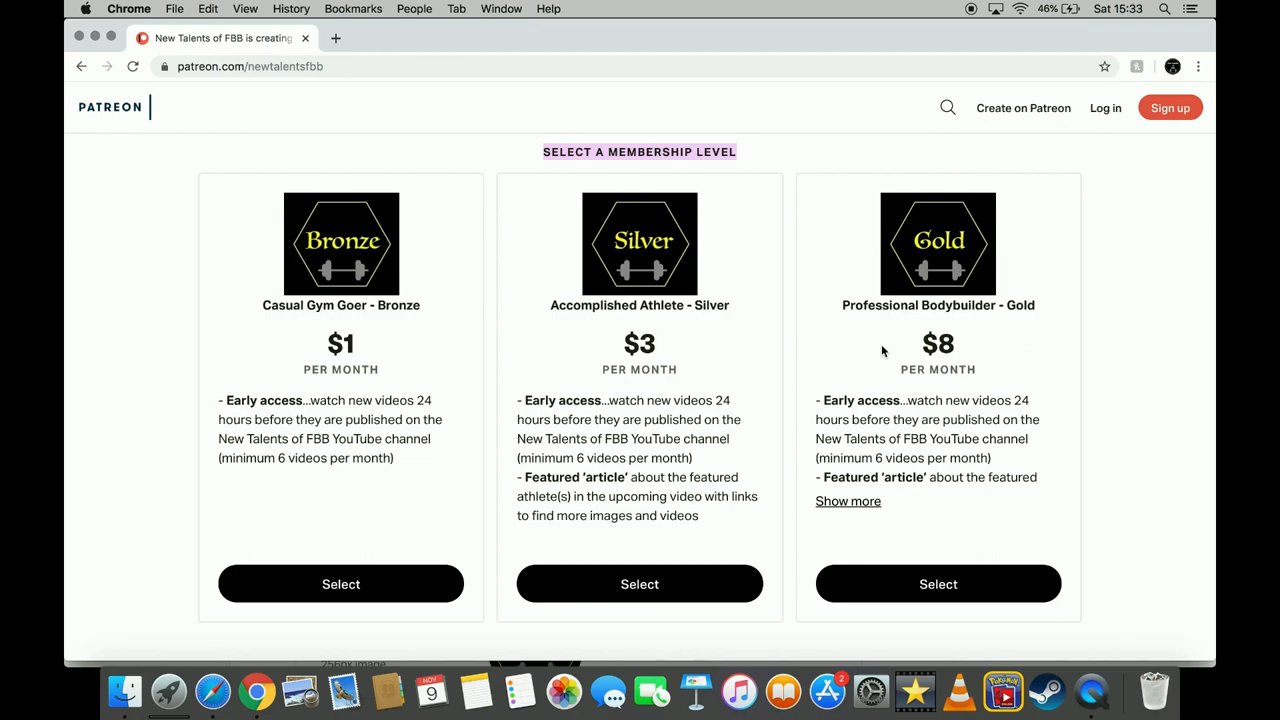 Chrome File Edit View History Bookmarks People Tab Window Help 46% Sat 15:33
New Talents of FBB is creating
patreon.com/newtalentsfbb
PATREON Create on Patreon Log in Sign up
SELECT A MEMBERSHIP LEVEL
Bronze
Casual Gym Goer - Bronze
$1
PER MONTH
- Early access...watch new videos 24
hours before they are published on the
New Talents of FBB YouTube channel
(minimum 6 videos per month)
Select
Silver
Accomplished Athlete - Silver
$3
PER MONTH
- Early access...watch new videos 24
hours before they are published on the
New Talents of FBB YouTube channel
(minimum 6 videos per month)
- Featured 'article' about the featured
athlete(s) in the upcoming video with links
to find more images and videos
Select
Gold
Professional Bodybuilder - Gold
$8
PER MONTH
- Early access...watch new videos 24
hours before they are published on the
New Talents of FBB YouTube channel
(minimum 6 videos per month)
- Featured 'article' about the featured
Show more
Select
NOV
9
2